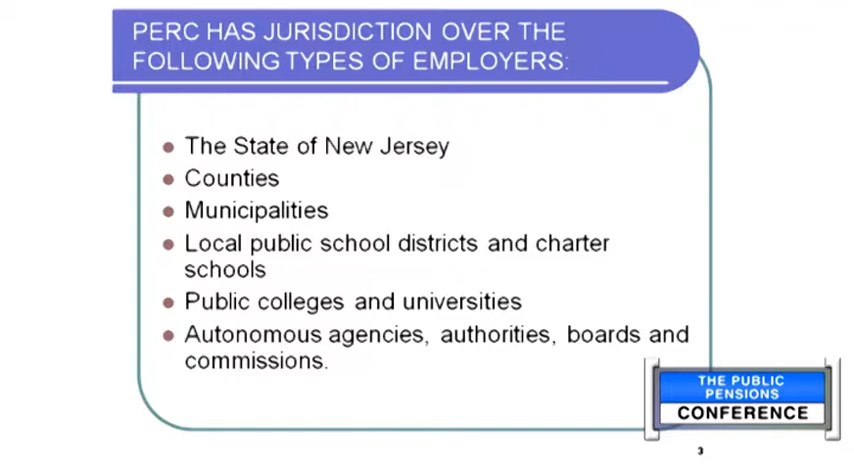 PERC HAS JURISDICTION OVER THE
FOLLOWING TYPES OF EMPLOYERS:
The State of New Jersey
Counties
Municipalities
Local public school districts and charter
schools
Public colleges and universities
Autonomous agencies, authorities, boards and
commissions.
THE PUBLIC
PENSIONS
CONFERENCE
3